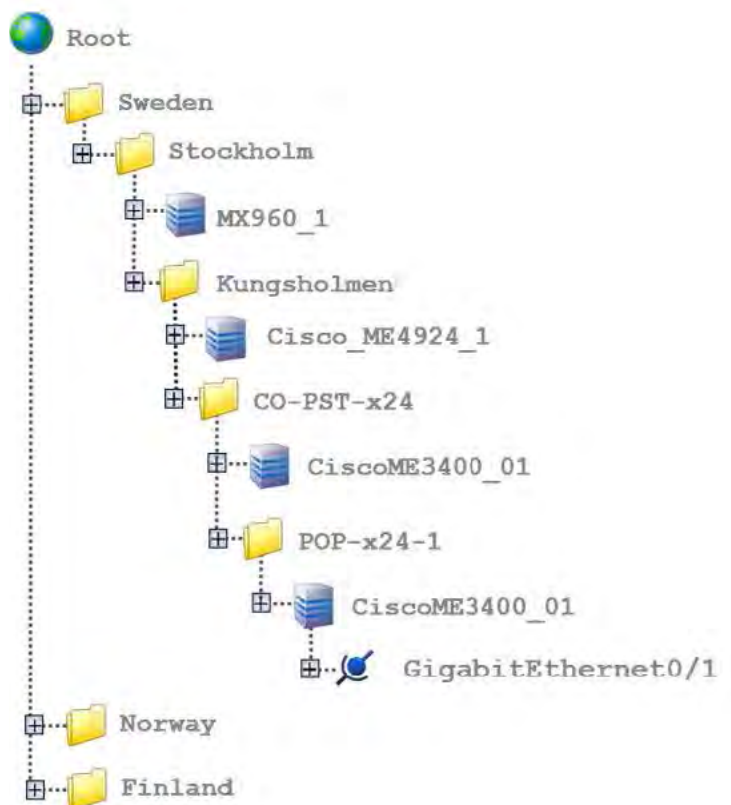 Root
Sweden
Stockholm
MX960_1
Kungsholmen
Cisco_ME4924_1
CO-PST-x24
CiscoME3400_01
POP-x24-1
CiscoME3400_01
GigabitEthernet0/1
Norway
Finland